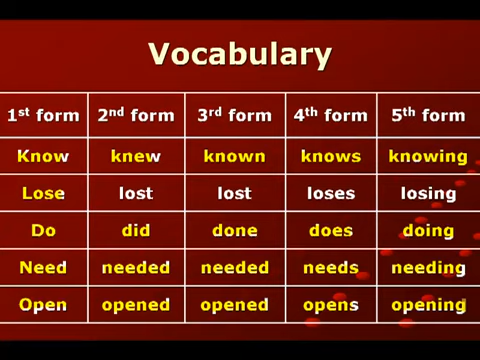 Vocabulary
1st form 2nd form 3rd form 4th form 5th form
Know knew known knows knowing
Lose lost lost loses losing
Do did done does doing
Need needed needed needs needing
Open opened opened opens opening